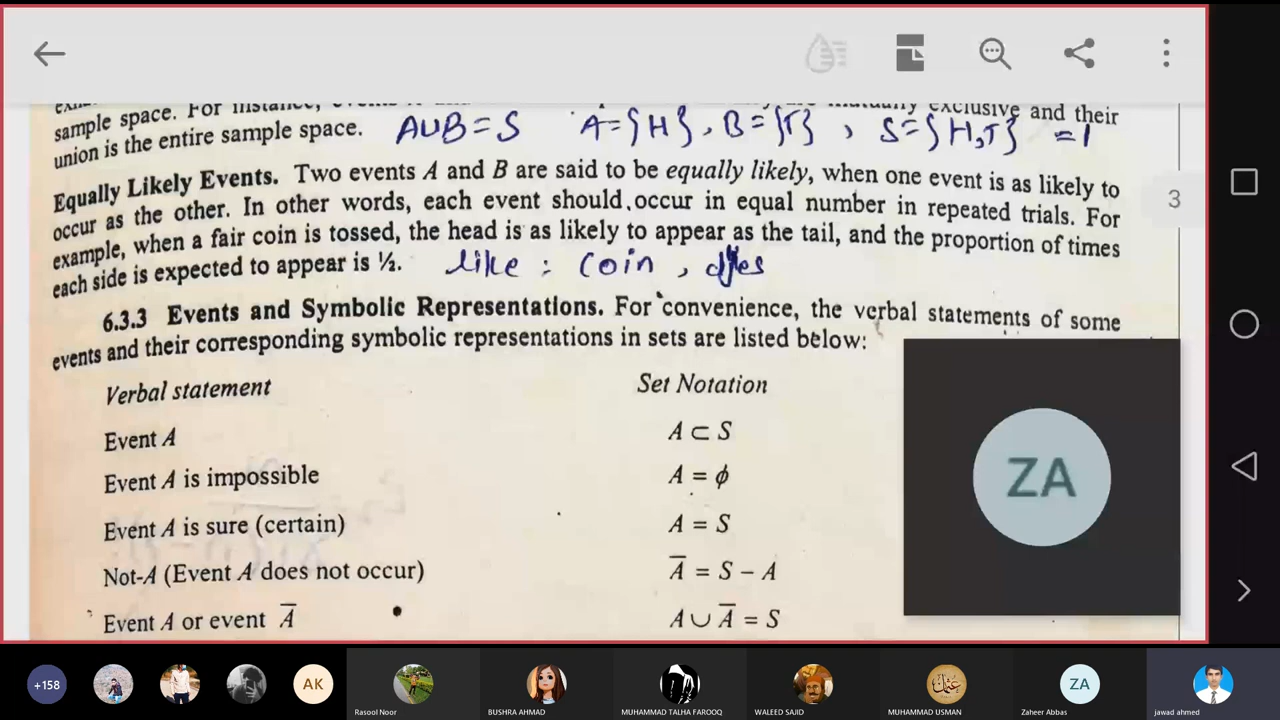 sample space. For instance, mutually exclusive and their
union is the entire sample space. A∪B=S A={H}, B={T}, S={H,T} =1
Equally Likely Events. Two events A and B are said to be equally likely, when one event is as likely to
occur as the other. In other words, each event should occur in equal number in repeated trials. For
example, when a fair coin is tossed, the head is as likely to appear as the tail, and the proportion of times
each side is expected to appear is ½. like : coin ,
3
6.3.3 Events and Symbolic Representations. For convenience, the verbal statements of some
events and their corresponding symbolic representations in sets are listed below:
Verbal statement Set Notation
Event A A ⊂ S
Event A is impossible A = ϕ
Event A is sure (certain) A = S
Not-A (Event A does not occur) A̅ = S – A
Event A or event A̅ A ∪ A̅ = S
ZA
+158 AK ZA
Rasool Noor BUSHRA AHMAD MUHAMMAD TALHA FAROOQ WALEED SAJID MUHAMMAD USMAN Zaheer Abbas jawad ahmed